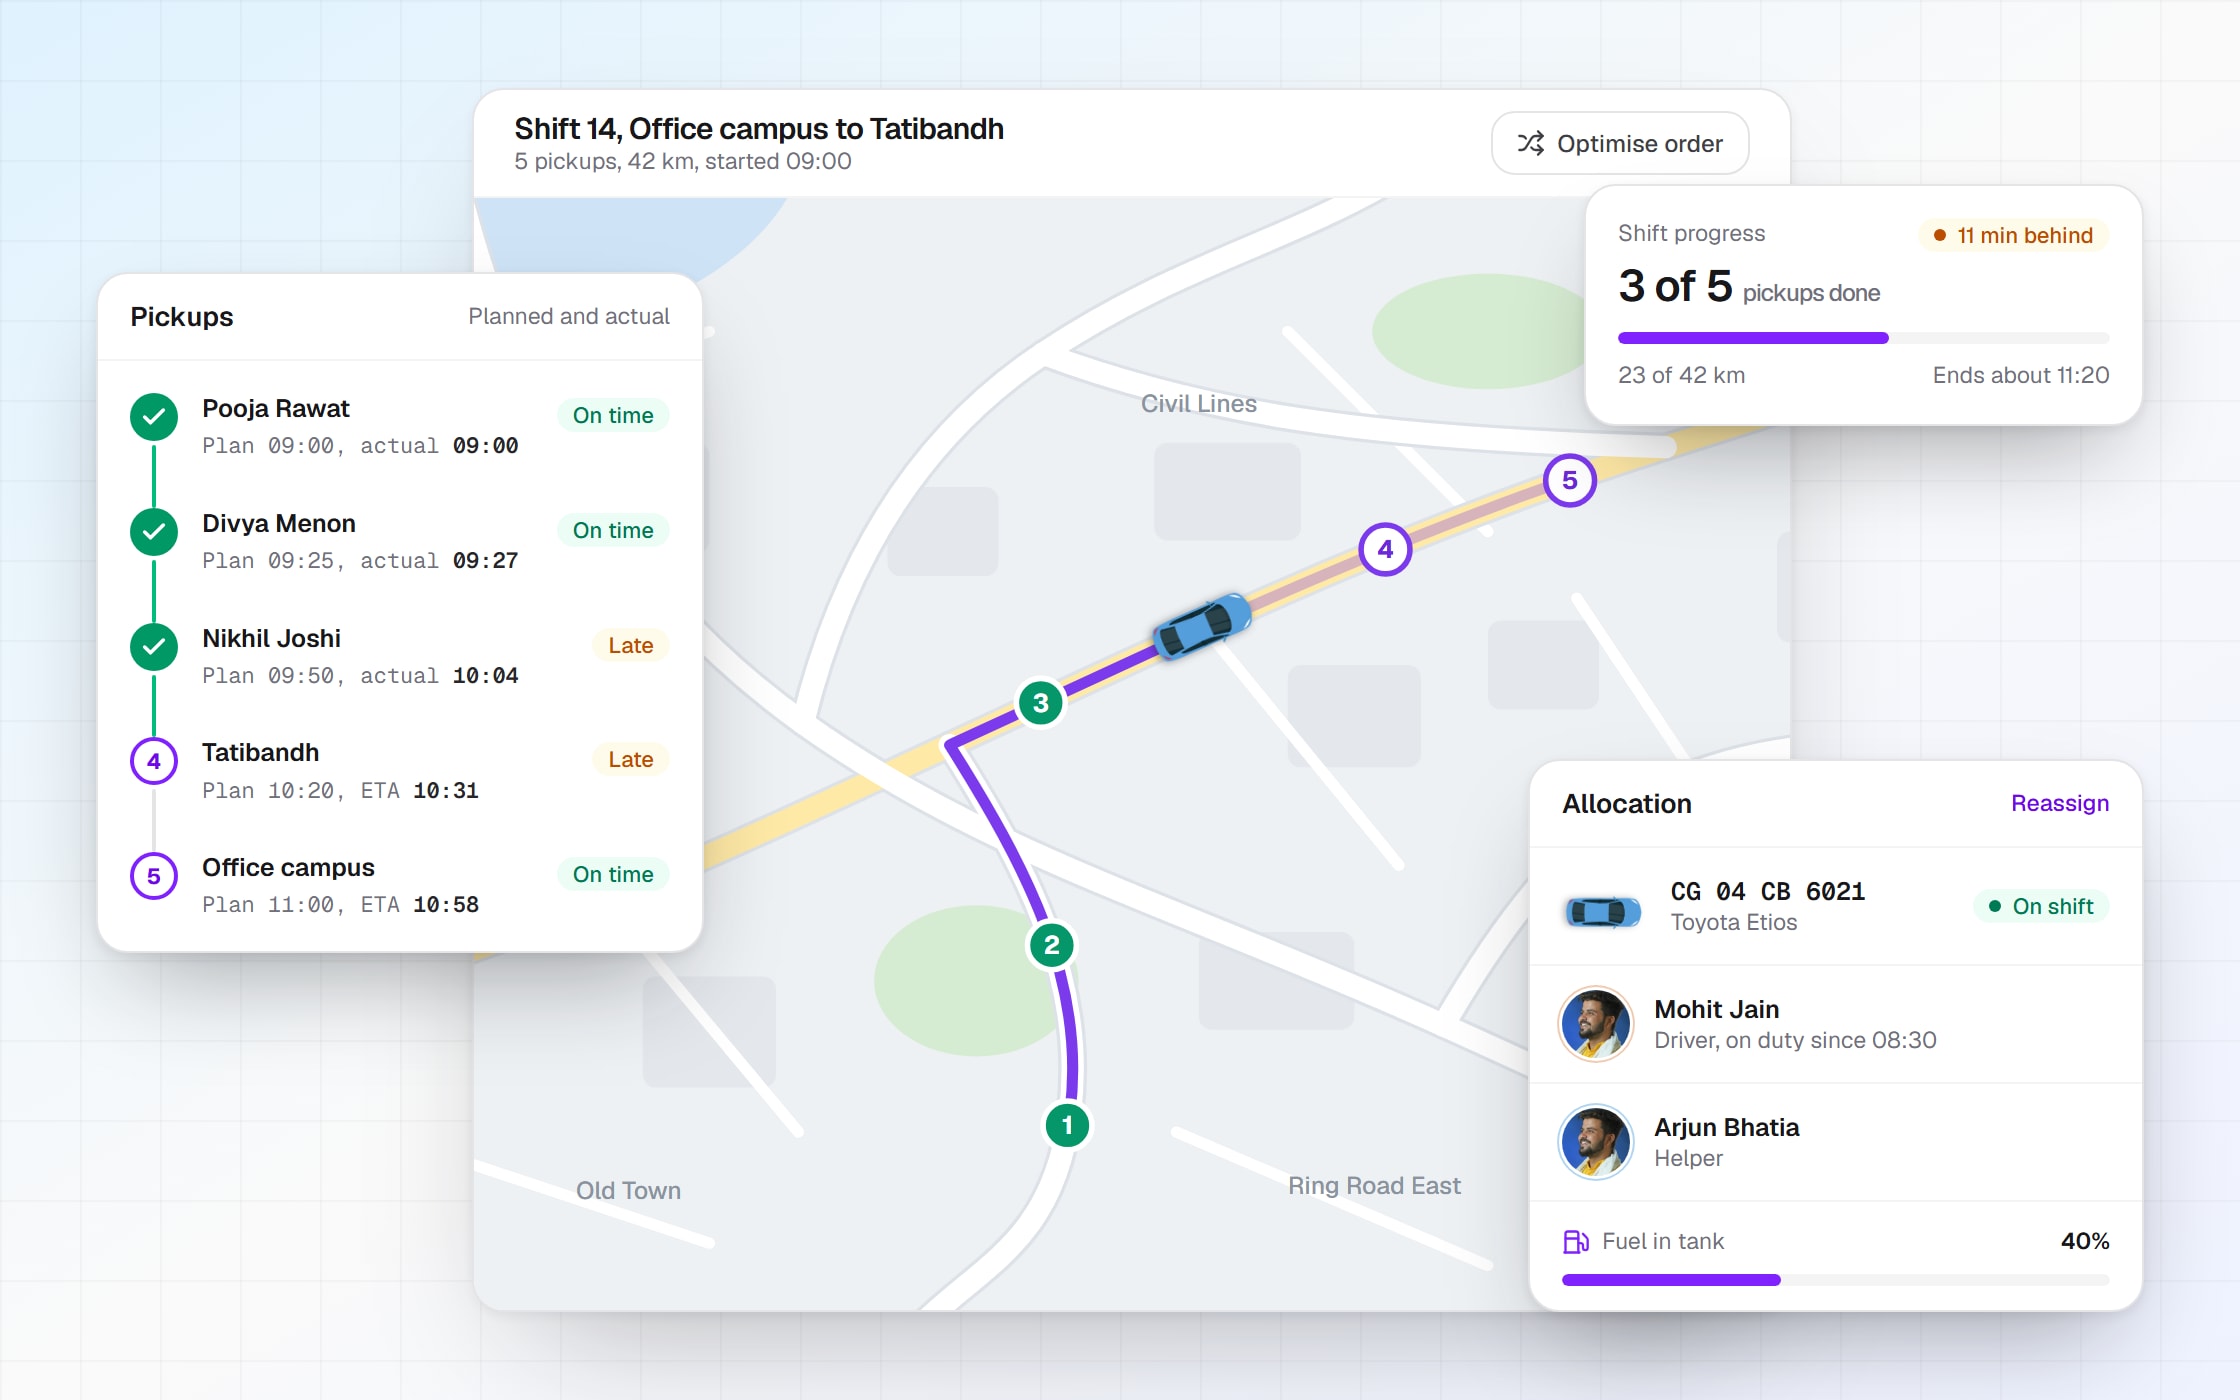 Shift 14, Office campus to Tatibandh
5 pickups, 42 km, started 09:00
Optimise order
Shift progress
11 min behind
3 of 5 pickups done
23 of 42 km
Ends about 11:20
Pickups
Planned and actual
Pooja Rawat
On time
Plan 09:00, actual 09:00
Divya Menon
On time
Plan 09:25, actual 09:27
Nikhil Joshi
Late
Plan 09:50, actual 10:04
4
Tatibandh
Late
Plan 10:20, ETA 10:31
5
Office campus
On time
Plan 11:00, ETA 10:58
Civil Lines
5
4
3
2
1
Old Town
Ring Road East
Allocation
Reassign
CG 04 CB 6021
Toyota Etios
On shift
Mohit Jain
Driver, on duty since 08:30
Arjun Bhatia
Helper
Fuel in tank
40%